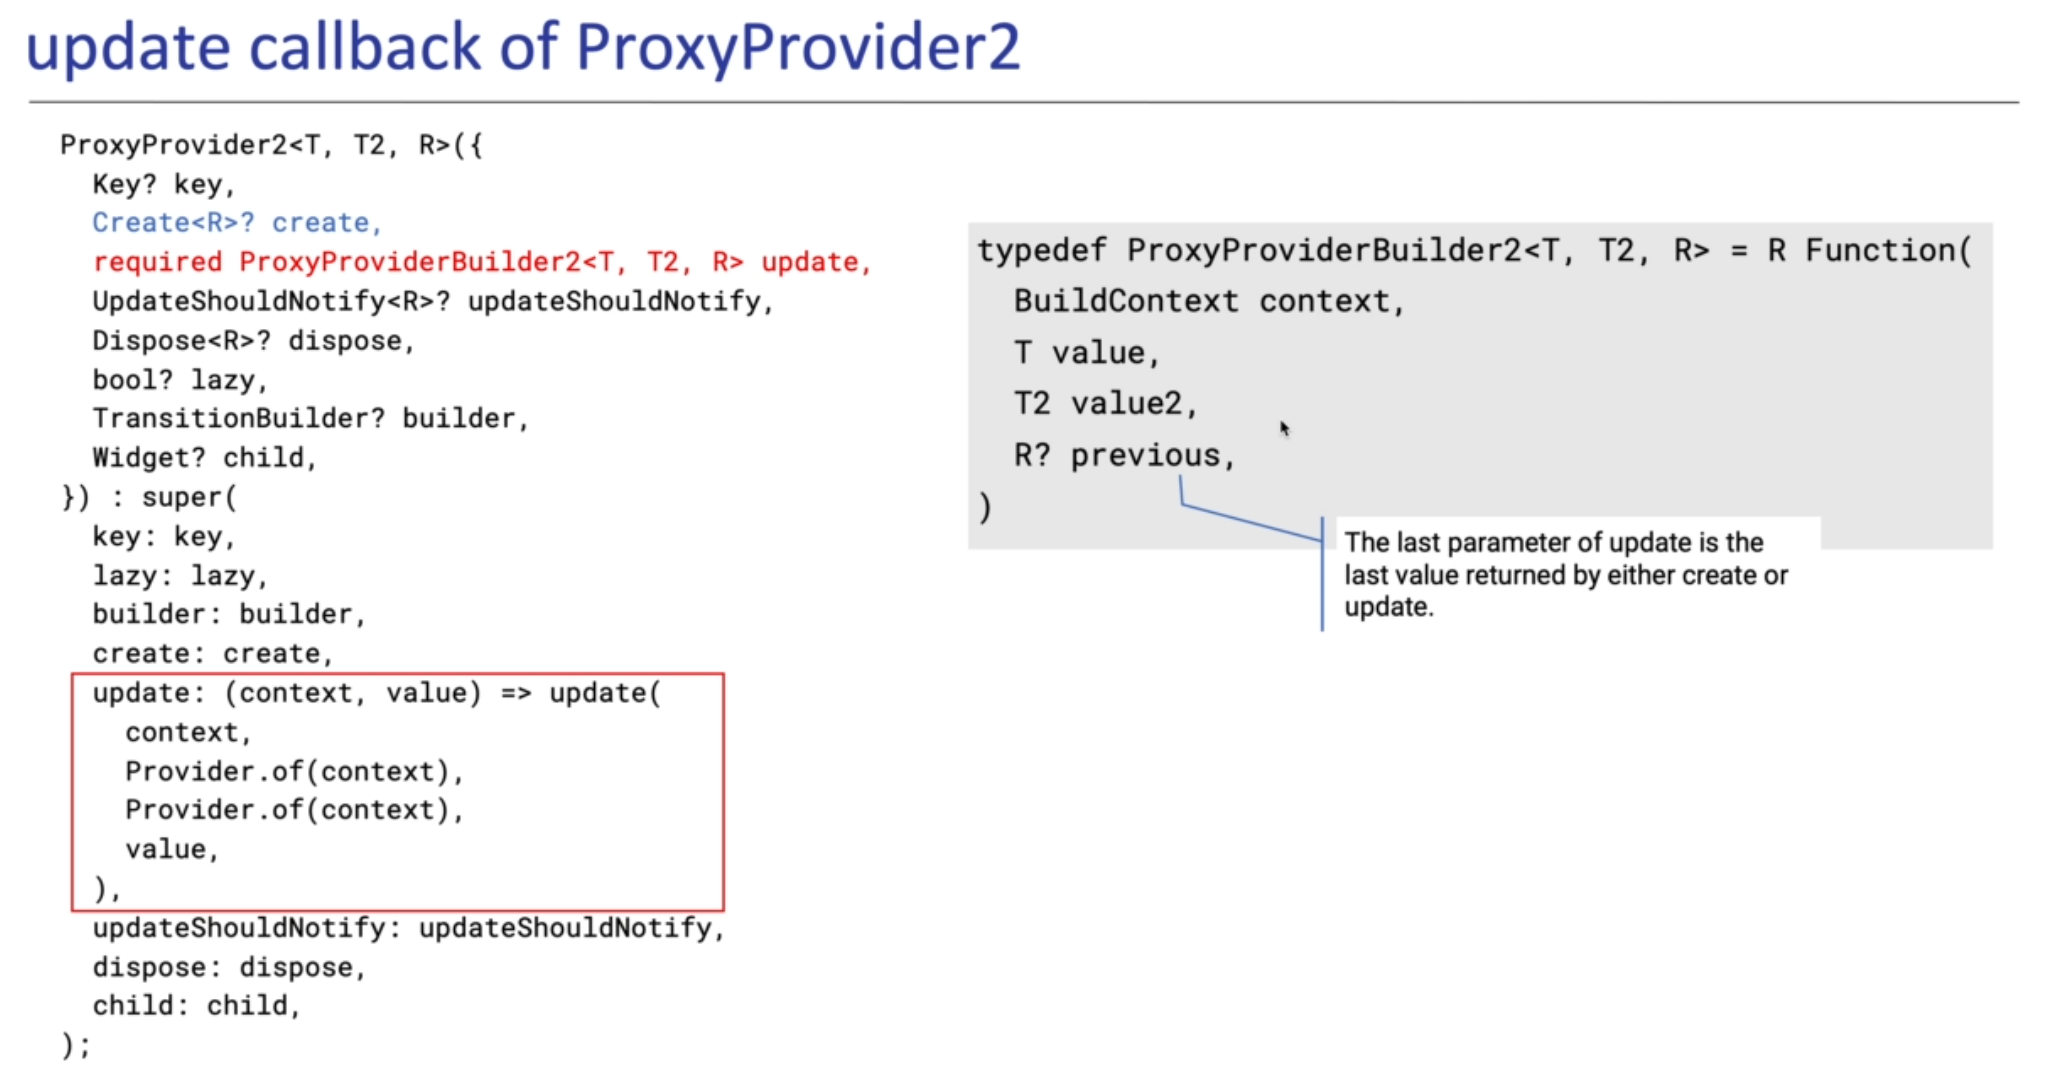 update callback of ProxyProvider2
ProxyProvider2<T, T2, R>({
Key? key,
Create<R>? create,
required ProxyProviderBuilder2<T, T2, R> update,
UpdateShouldNotify<R>? updateShouldNotify,
Dispose<R>? dispose,
bool? lazy,
TransitionBuilder? builder,
Widget? child,
}) : super(
key: key,
lazy: lazy,
builder: builder,
create: create,
update: (context, value) => update(
context,
Provider.of(context),
Provider.of(context),
value,
),
updateShouldNotify: updateShouldNotify,
dispose: dispose,
child: child,
);
typedef ProxyProviderBuilder2<T, T2, R> = R Function(
BuildContext context,
T value,
T2 value2,
R? previous,
)
The last parameter of update is the
last value returned by either create or
update.